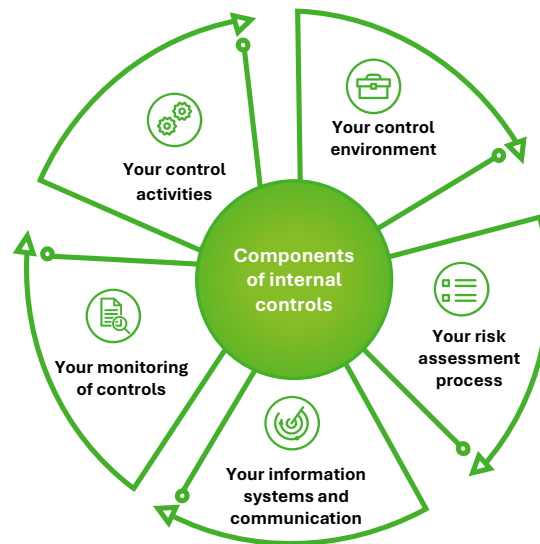 Components
of internal
controls
Your control
environment
Your risk
assessment
process
Your information
systems and
communication
Your monitoring
of controls
Your control
activities